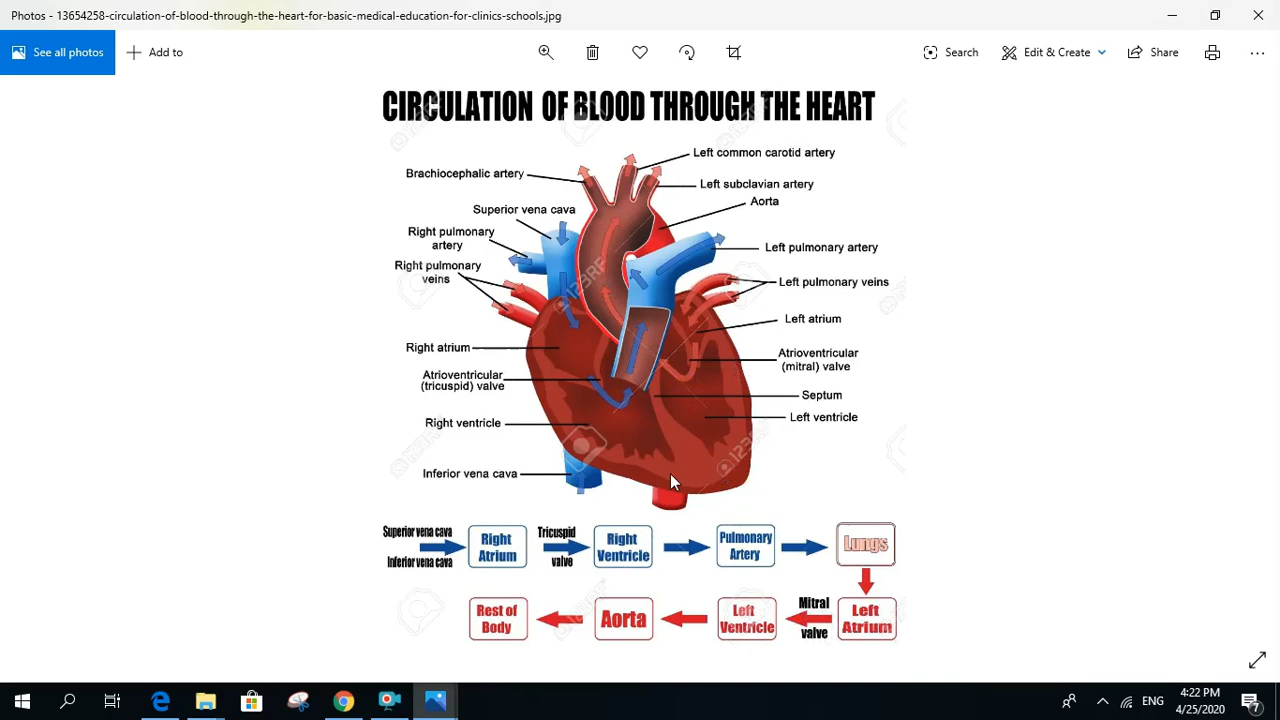 Photos - 13654258-circulation-of-blood-through-the-heart-for-basic-medical-education-for-clinics-schools.jpg
See all photos
Add to
Search
Edit & Create
Share
CIRCULATION OF BLOOD THROUGH THE HEART
Left common carotid artery
Brachiocephalic artery
Left subclavian artery
Aorta
Superior vena cava
Right pulmonary
artery
Left pulmonary artery
Right pulmonary
veins
Left pulmonary veins
Left atrium
Right atrium
Atrioventricular
(mitral) valve
Atrioventricular
(tricuspid) valve
Septum
Left ventricle
Right ventricle
Inferior vena cava
Superior vena cava
Inferior vena cava
Right
Atrium
Tricuspid
valve
Right
Ventricle
Pulmonary
Artery
Lungs
Rest of
Body
Aorta
Left
Ventricle
Mitral
valve
Left
Atrium
123RF
ENG
4:22 PM
4/25/2020
7